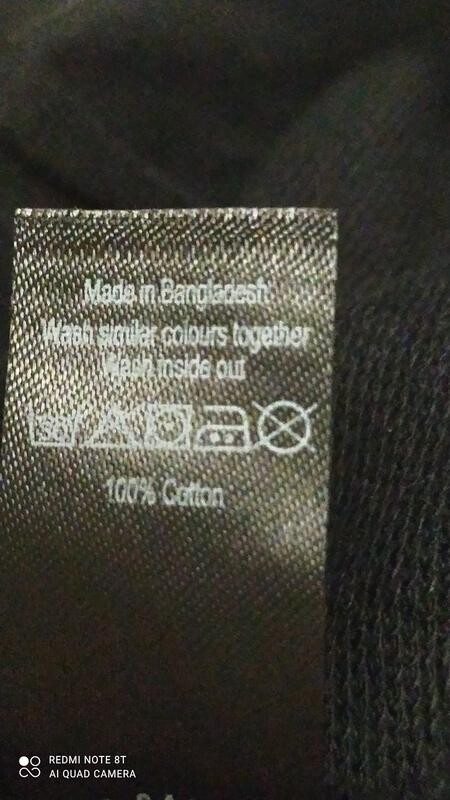 Made in Bangladesh
Wash similar colours together
Wash inside out
100% Cotton
REDMI NOTE 8T
AI QUAD CAMERA